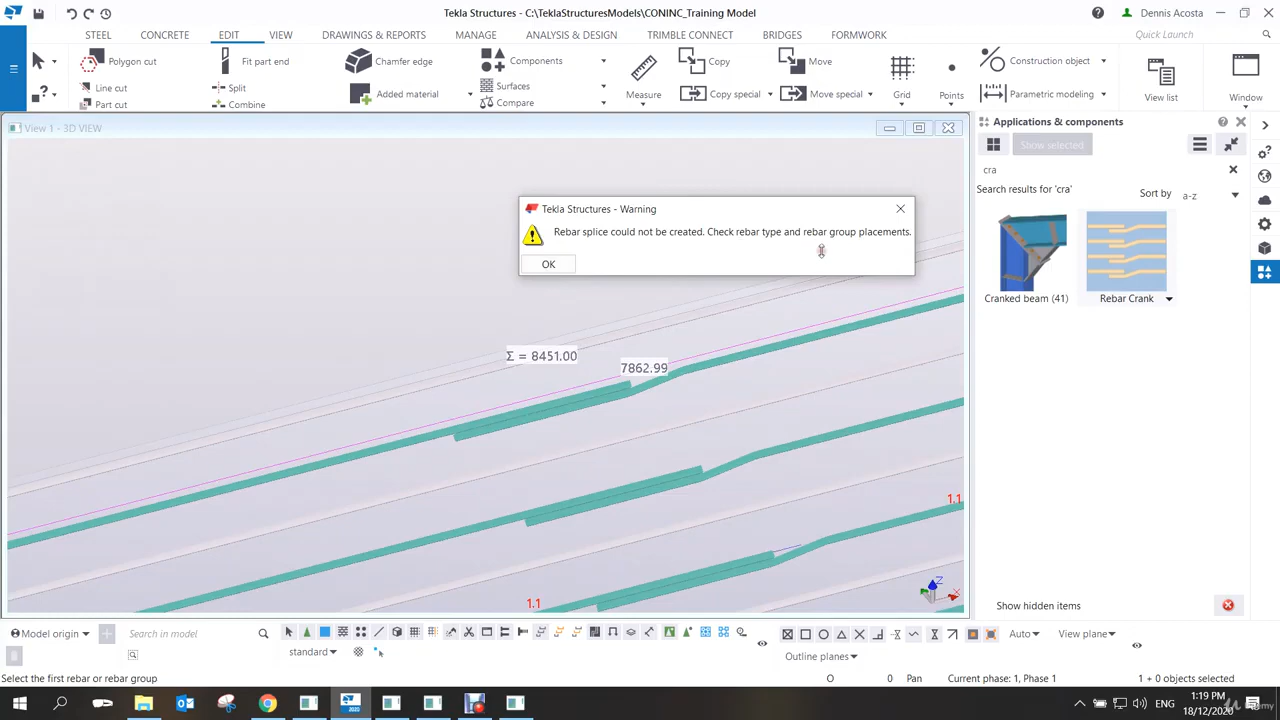 Tekla Structures - C:\TeklaStructuresModels\CONINC_Training Model
Dennis Acosta
STEEL CONCRETE EDIT VIEW DRAWINGS & REPORTS MANAGE ANALYSIS & DESIGN TRIMBLE CONNECT BRIDGES FORMWORK
Quick Launch
Polygon cut
Line cut
Part cut
Fit part end
Split
Combine
Chamfer edge
Added material
Components
Surfaces
Compare
Measure
Copy
Copy special
Move
Move special
Grid
Points
Construction object
Parametric modeling
View list
Window
View 1 - 3D VIEW
Applications & components
Show selected
cra
Search results for 'cra'
Sort by
a-z
Cranked beam (41)
Rebar Crank
Tekla Structures - Warning
Rebar splice could not be created. Check rebar type and rebar group placements.
OK
Σ = 8451.00
7862.99
1.1
1.1
Z
Show hidden items
Model origin
Search in model
standard
Auto
View plane
Outline planes
Select the first rebar or rebar group
O
0
Pan
Current phase: 1, Phase 1
1 + 0 objects selected
2020
ENG
1:19 PM
18/12/2020
Udemy